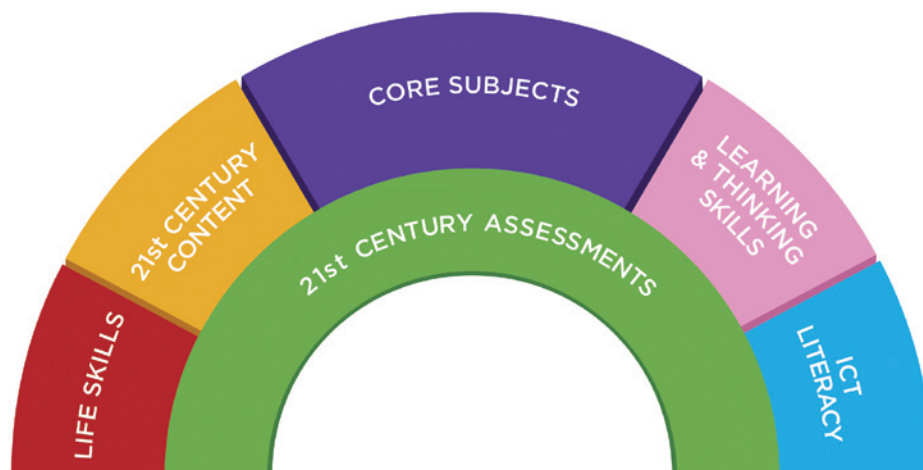 CORE SUBJECTS
LEARNING
& THINKING
SKILLS
21st CENTURY
CONTENT
21st CENTURY ASSESSMENTS
LIFE SKILLS
ICT
LITERACY